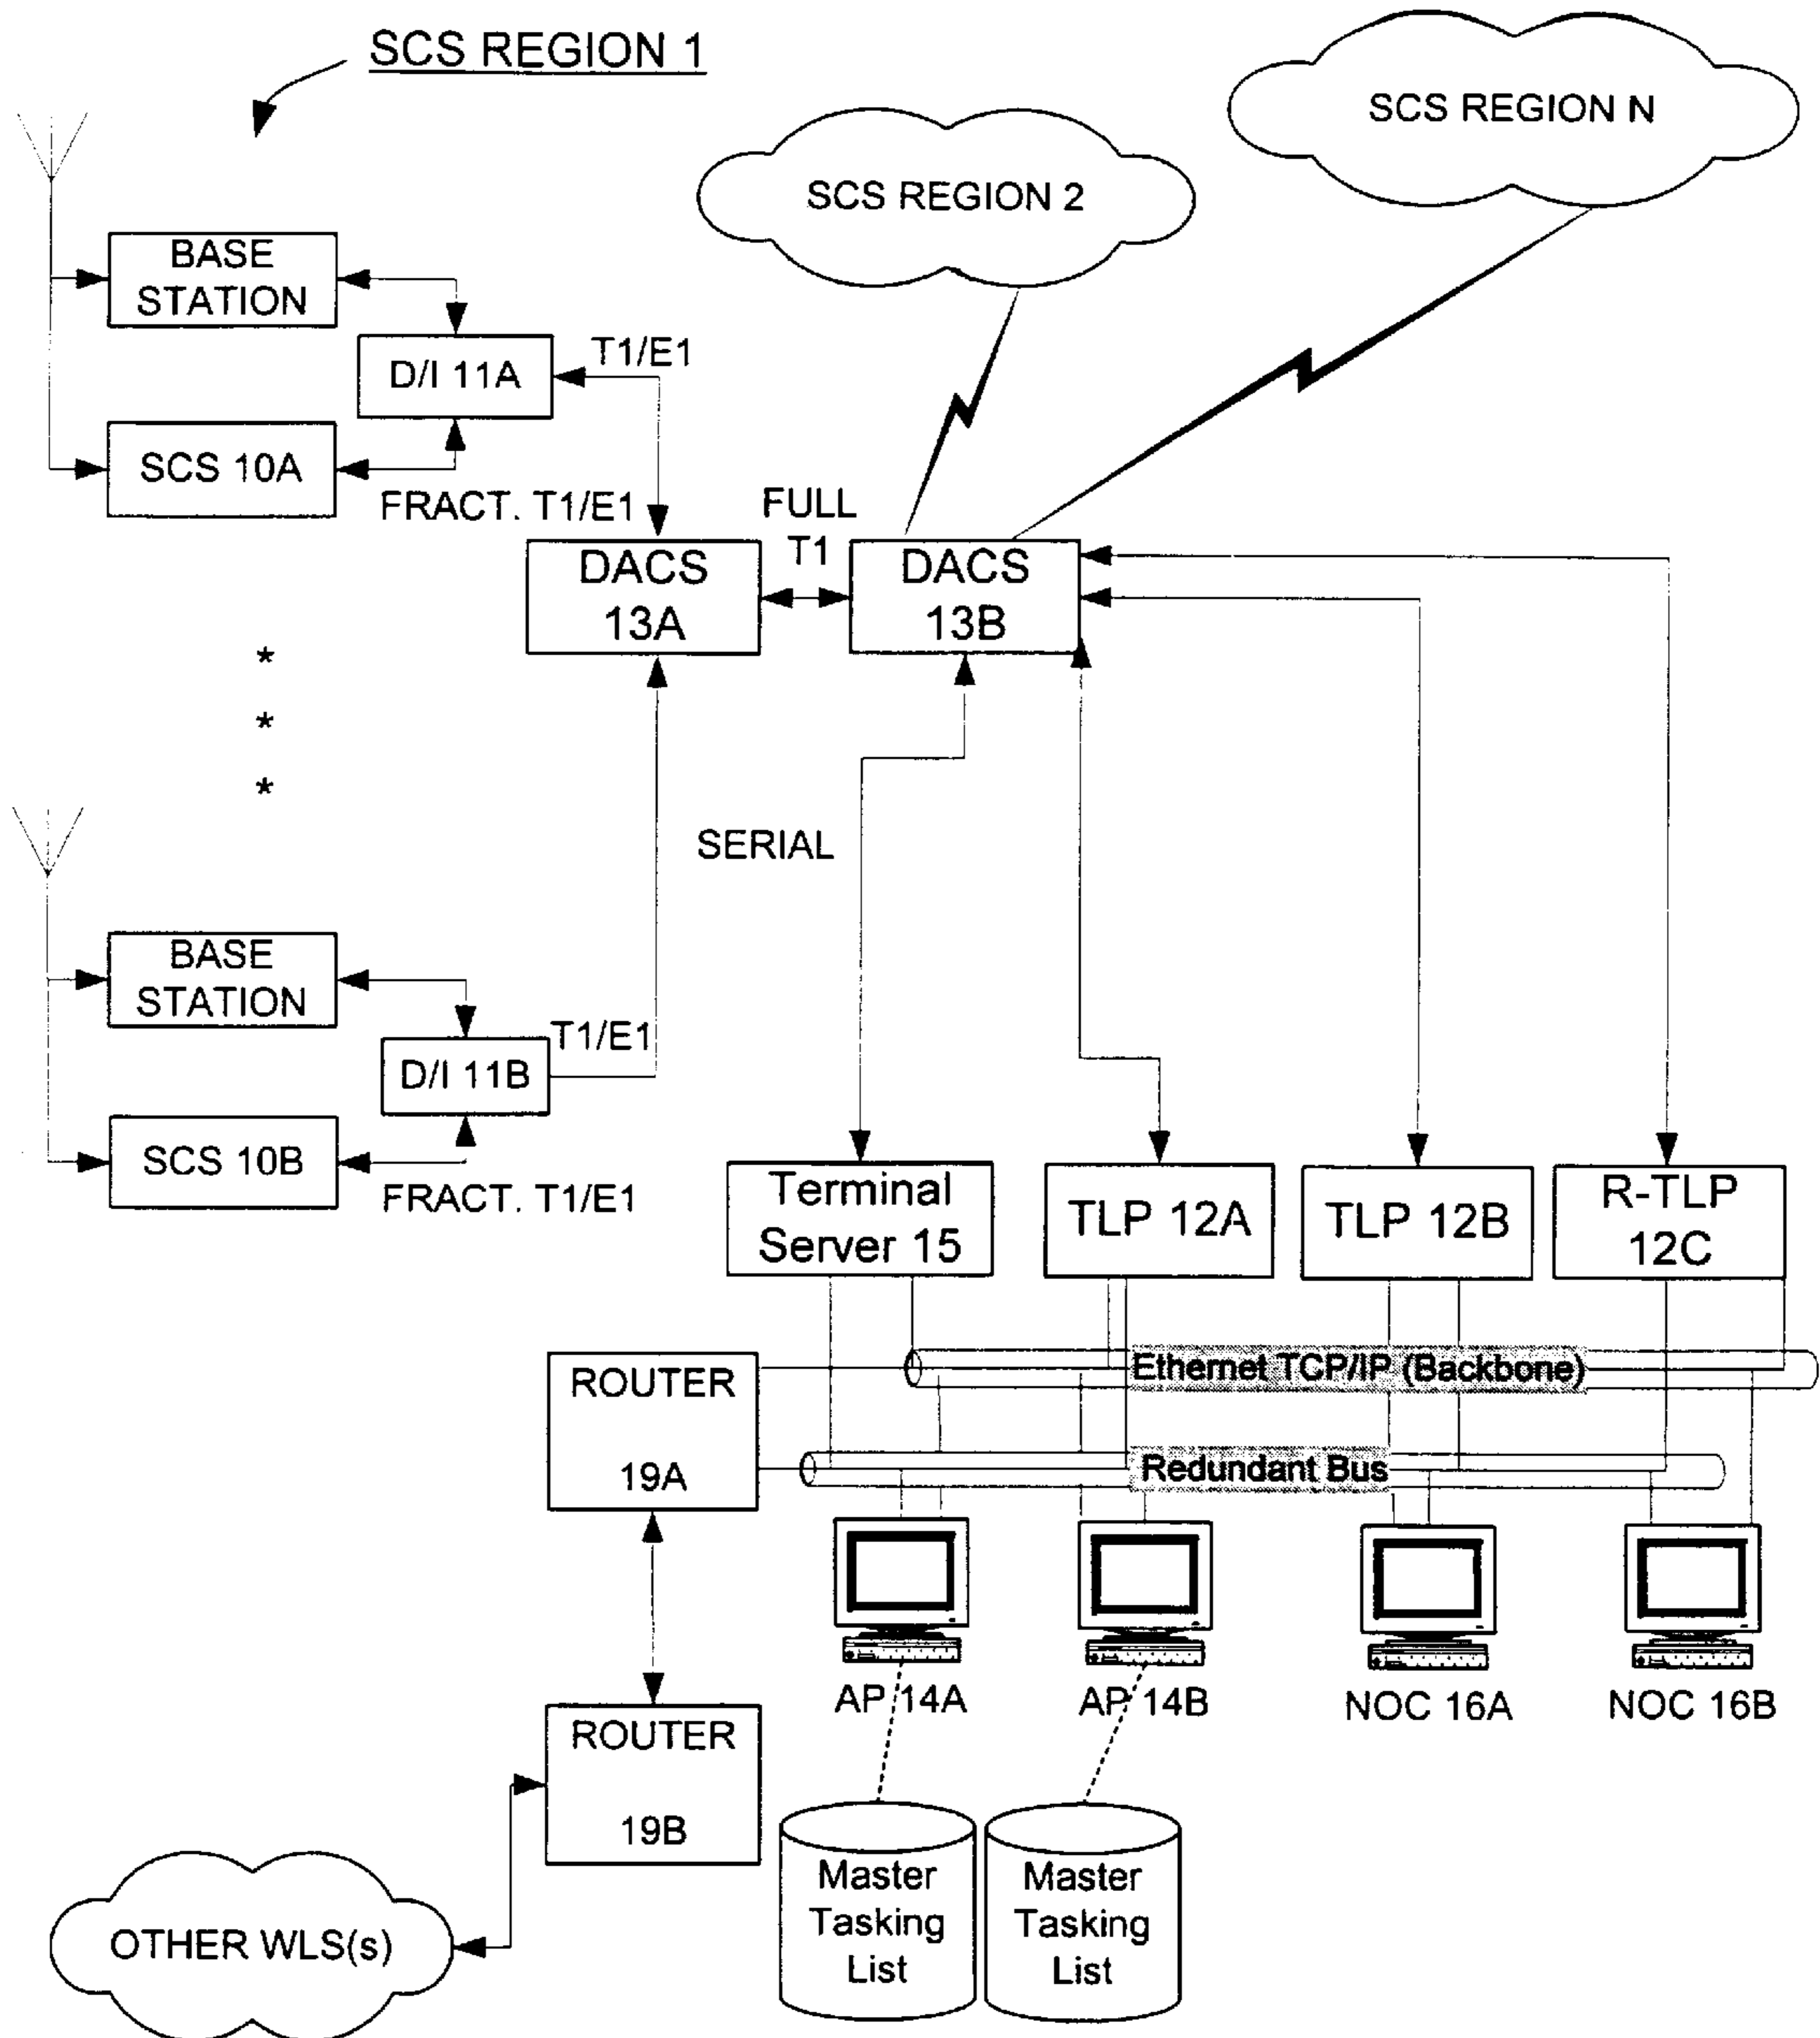 SCS REGION 1
SCS REGION N
SCS REGION 2
BASE
STATION
T1/E1
D/I 11A
SCS 10A
FRACT. T1/E1
FULL
T1
DACS
13A
DACS
13B
*
*
*
SERIAL
BASE
STATION
T1/E1
D/I 11B
SCS 10B
FRACT. T1/E1
Terminal
Server 15
TLP 12A
TLP 12B
R-TLP
12C
Ethernet TCP/IP (Backbone)
ROUTER
19A
Redundant Bus
AP 14A
AP 14B
NOC 16A
NOC 16B
ROUTER
19B
Master
Tasking
List
Master
Tasking
List
OTHER WLS(s)